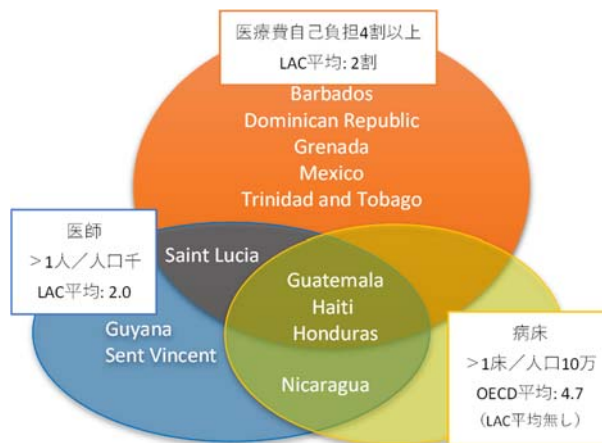 医療費自己負担4割以上
LAC平均: 2割
Barbados
Dominican Republic
Grenada
Mexico
Trinidad and Tobago
医師
＞1人／人口千
LAC平均: 2.0
Saint Lucia
Guatemala
Haiti
Honduras
Guyana
Sent Vincent
Nicaragua
病床
＞1床／人口10万
OECD平均: 4.7
（LAC平均無し）